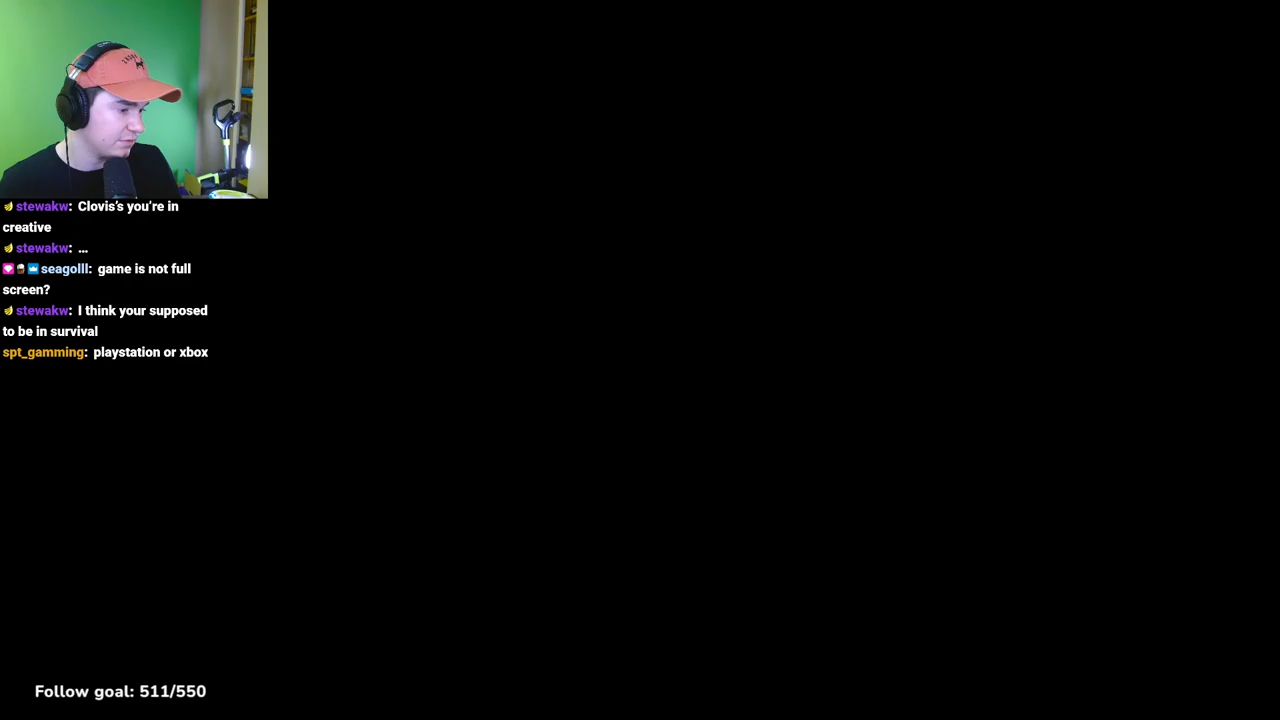 stewakw: Clovis’s you’re in
creative
stewakw: …
seagolll: game is not full
screen?
stewakw: I think your supposed
to be in survival
spt_gamming: playstation or xbox
Follow goal: 511/550